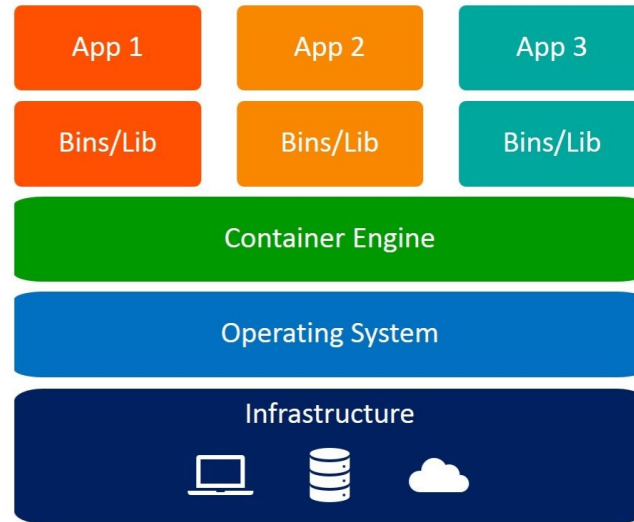 App 1
App 2
App 3
Bins/Lib
Bins/Lib
Bins/Lib
Container Engine
Operating System
Infrastructure